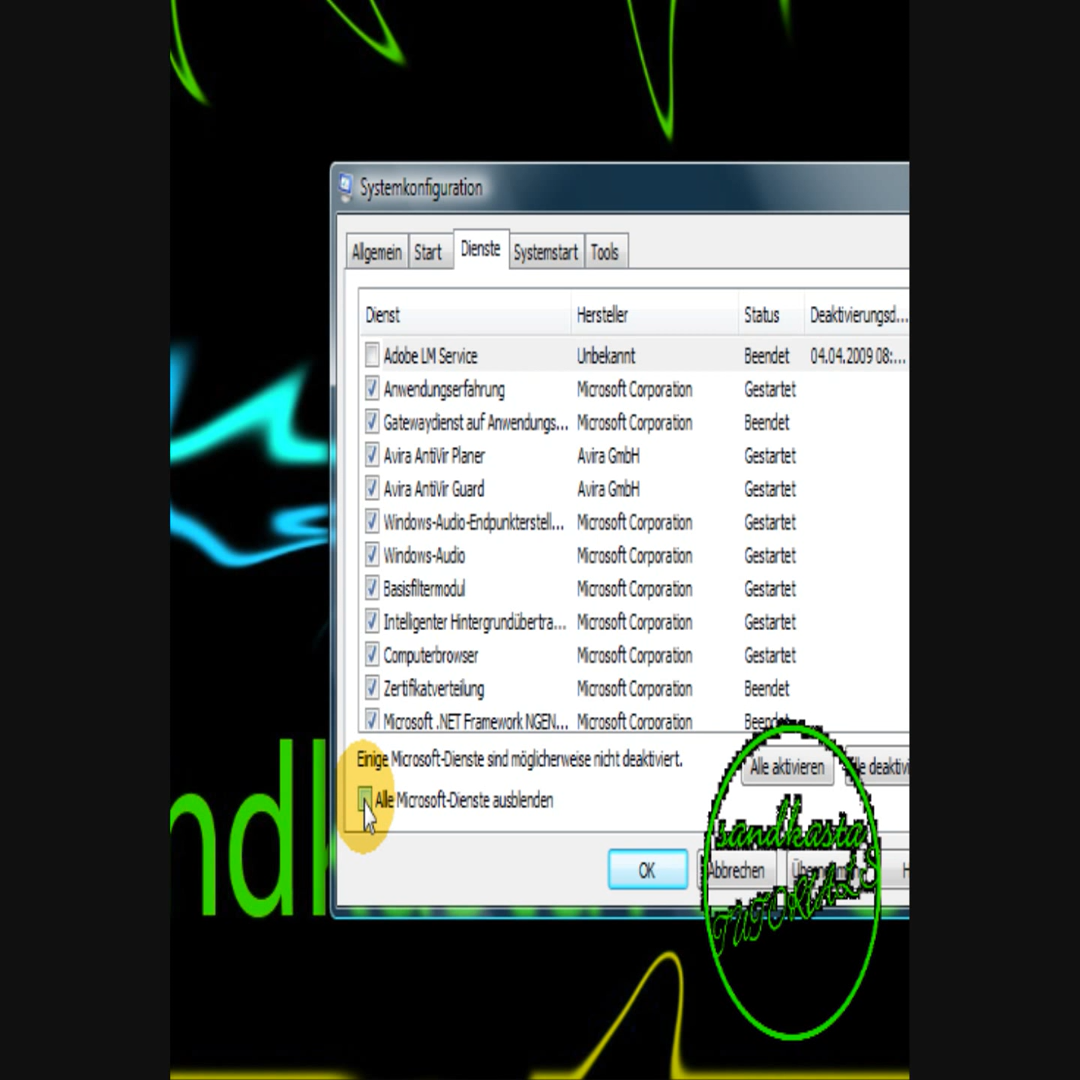 Systemkonfiguration
Allgemein Start Dienste Systemstart Tools
Dienst Hersteller Status Deaktivierungsd...
Adobe LM Service Unbekannt Beendet 04.04.2009 08:...
Anwendungserfahrung Microsoft Corporation Gestartet
Gatewaydienst auf Anwendungs... Microsoft Corporation Beendet
Avira AntiVir Planer Avira GmbH Gestartet
Avira AntiVir Guard Avira GmbH Gestartet
Windows-Audio-Endpunkterstell... Microsoft Corporation Gestartet
Windows-Audio Microsoft Corporation Gestartet
Basisfiltermodul Microsoft Corporation Gestartet
Intelligenter Hintergrundübertra... Microsoft Corporation Gestartet
Computerbrowser Microsoft Corporation Gestartet
Zertifikatverteilung Microsoft Corporation Beendet
Microsoft .NET Framework NGEN... Microsoft Corporation Beendet
Einige Microsoft-Dienste sind möglicherweise nicht deaktiviert.
Alle aktivieren
Alle Microsoft-Dienste ausblenden
OK Abbrechen
sandkasta
TUTORIALS